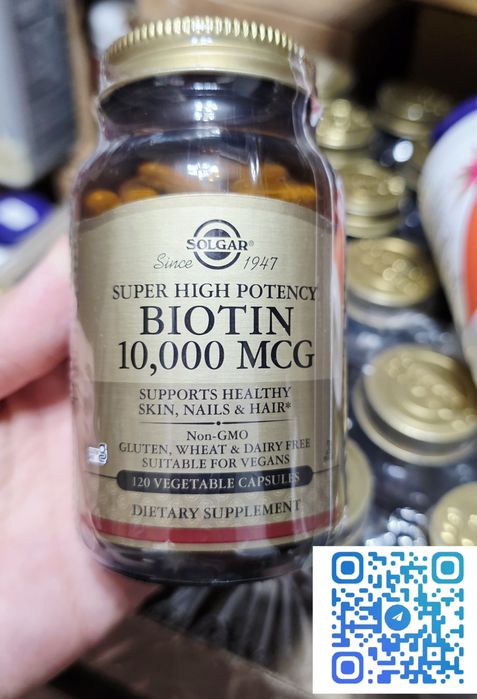 SOLGAR®
Since 1947
SUPER HIGH POTENCY
BIOTIN
10,000 MCG
SUPPORTS HEALTHY
SKIN, NAILS & HAIR*
Non-GMO
GLUTEN, WHEAT & DAIRY FREE
SUITABLE FOR VEGANS
120 VEGETABLE CAPSULES
DIETARY SUPPLEMENT